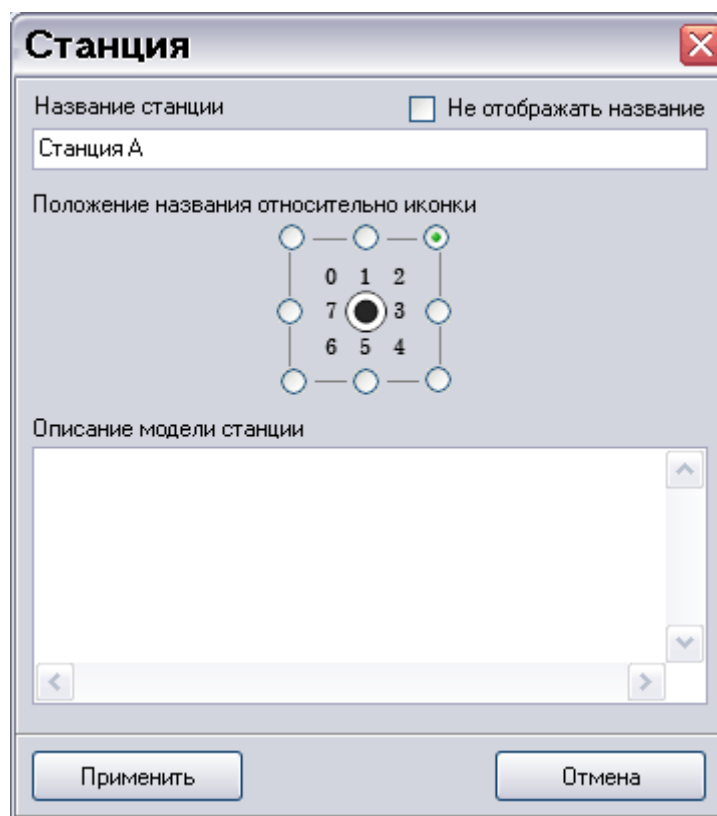 Станция
Название станции Не отображать название
Станция А
Положение названия относительно иконки
0 1 2
7 3
6 5 4
Описание модели станции
Применить Отмена